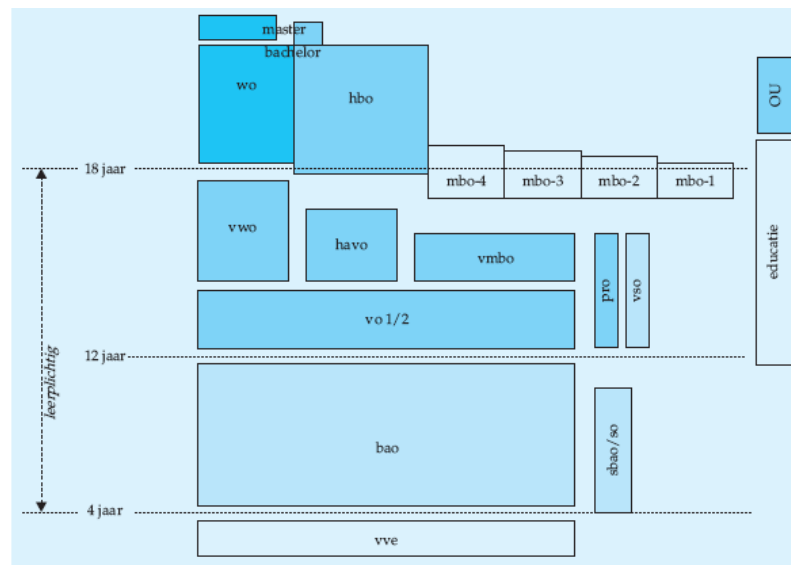 master
bachelor
wo
hbo
OU
18 jaar
mbo-4
mbo-3
mbo-2
mbo-1
vwo
havo
vmbo
pro
vso
educatie
vo 1/2
12 jaar
leerplichtig
bao
sbao/so
4 jaar
vve